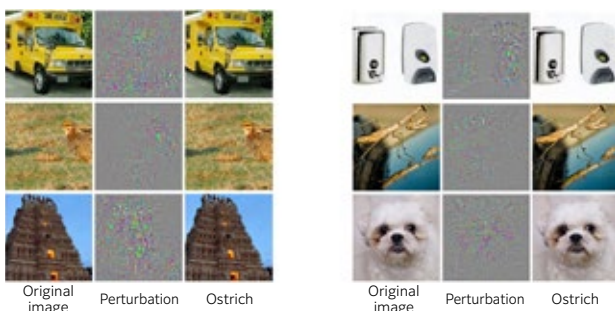 Original
image
Perturbation
Ostrich
Original
image
Perturbation
Ostrich